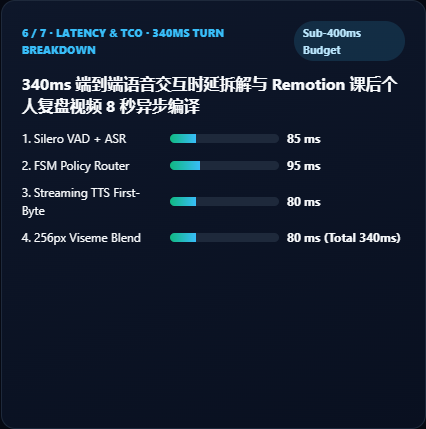 6 / 7 · LATENCY & TCO · 340MS TURN
BREAKDOWN
Sub-400ms
Budget
340ms 端到端语音交互时延拆解与 Remotion 课后个
人复盘视频 8 秒异步编译
1. Silero VAD + ASR
85 ms
2. FSM Policy Router
95 ms
3. Streaming TTS First-
Byte
80 ms
4. 256px Viseme Blend
80 ms (Total 340ms)